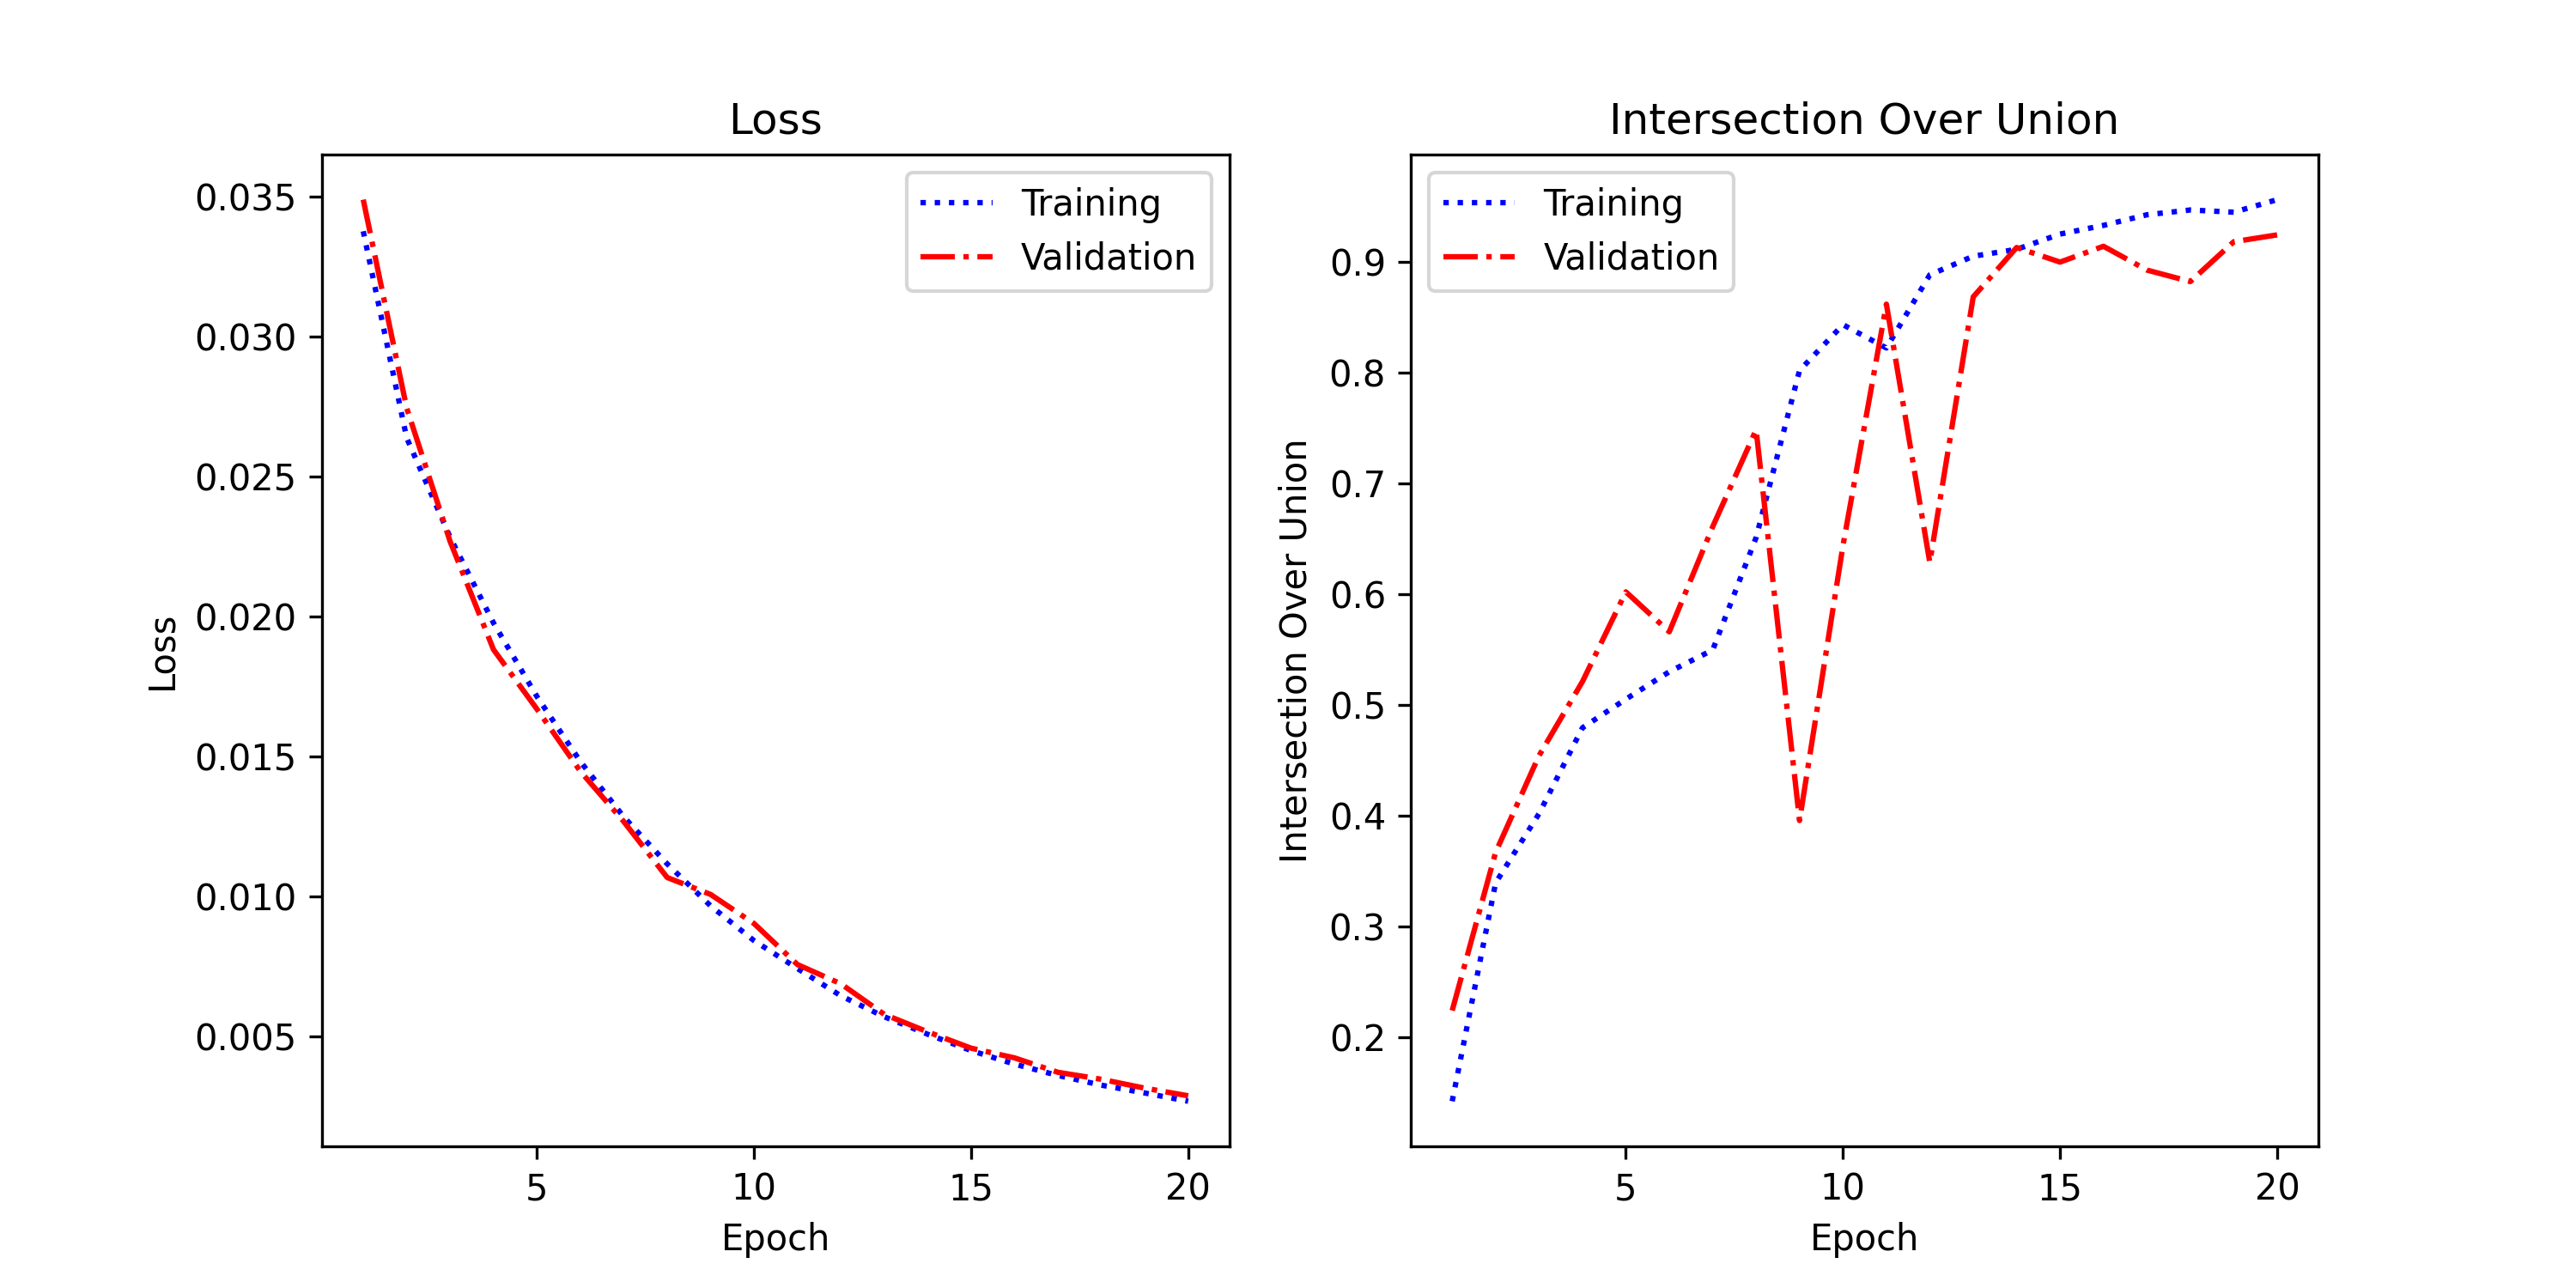 Loss
Training
Validation
0.035
0.030
0.025
0.020
0.015
0.010
0.005
Loss
5 10 15 20
Epoch
Intersection Over Union
Training
Validation
0.9
0.8
0.7
0.6
0.5
0.4
0.3
0.2
Intersection Over Union
5 10 15 20
Epoch